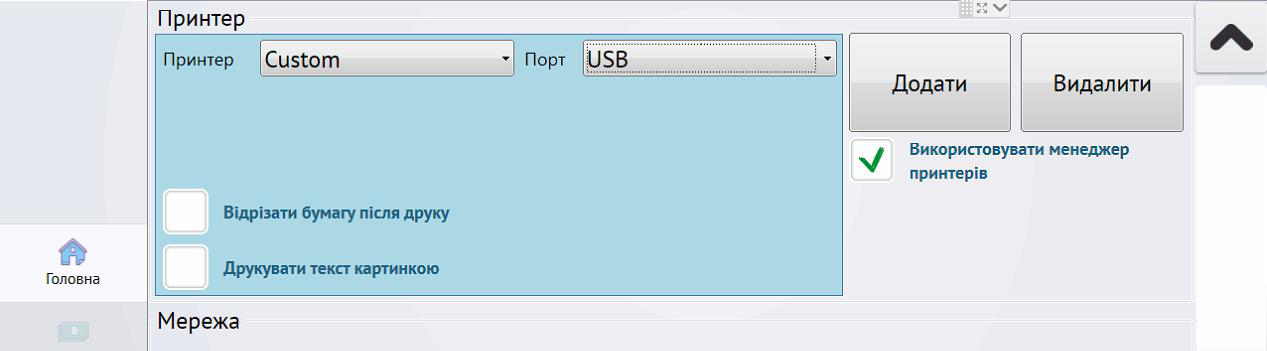 Принтер
Принтер Custom Порт USB
Додати Видалити
Використовувати менеджер
принтерів
Відрізати бумагу після друку
Друкувати текст картинкою
Головна
Мережа